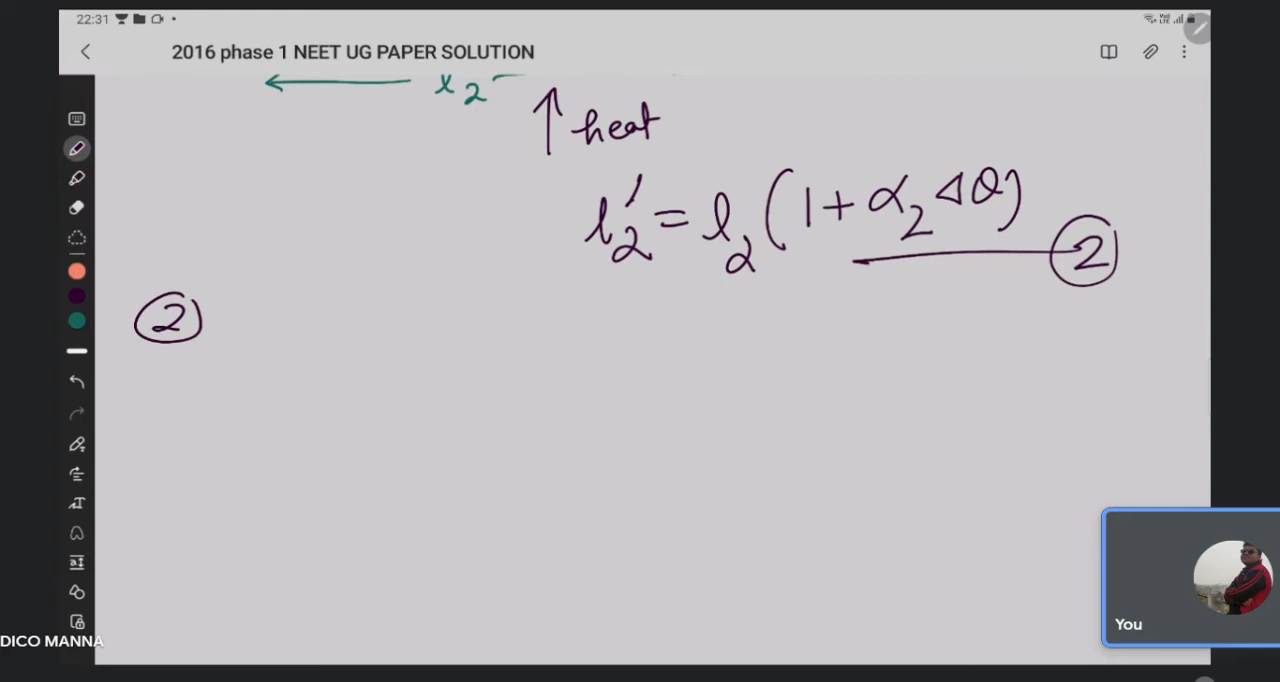 22:31
2016 phase 1 NEET UG PAPER SOLUTION
l2
↑ heat
l2' = l2 (1 + α2 Δθ)
②
②
You
DICO MANNA